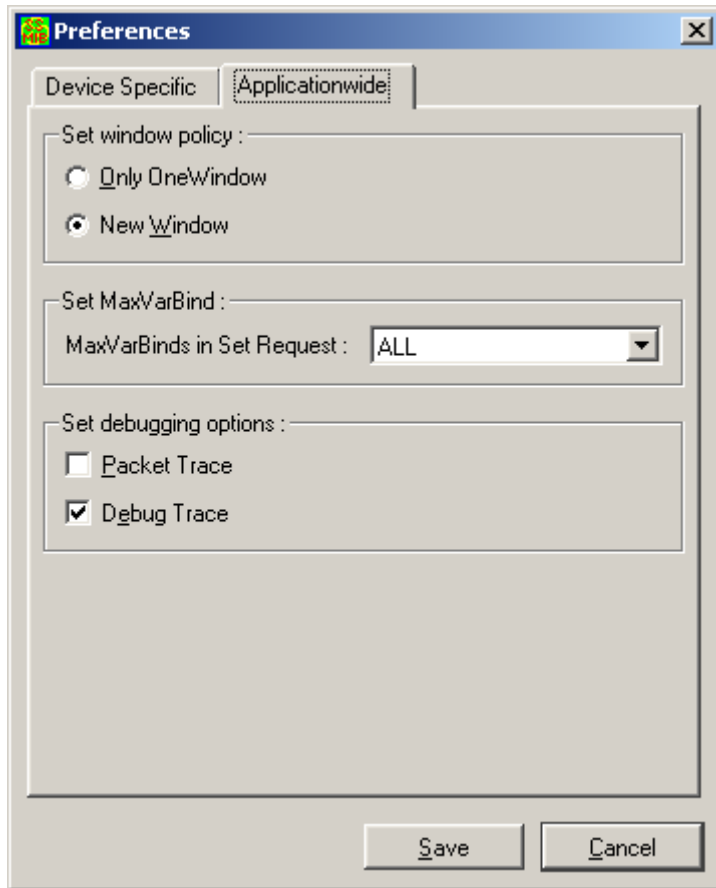 Preferences
Device Specific Applicationwide
Set window policy :
Only OneWindow
New Window
Set MaxVarBind :
MaxVarBinds in Set Request : ALL
Set debugging options :
Packet Trace
Debug Trace
Save Cancel